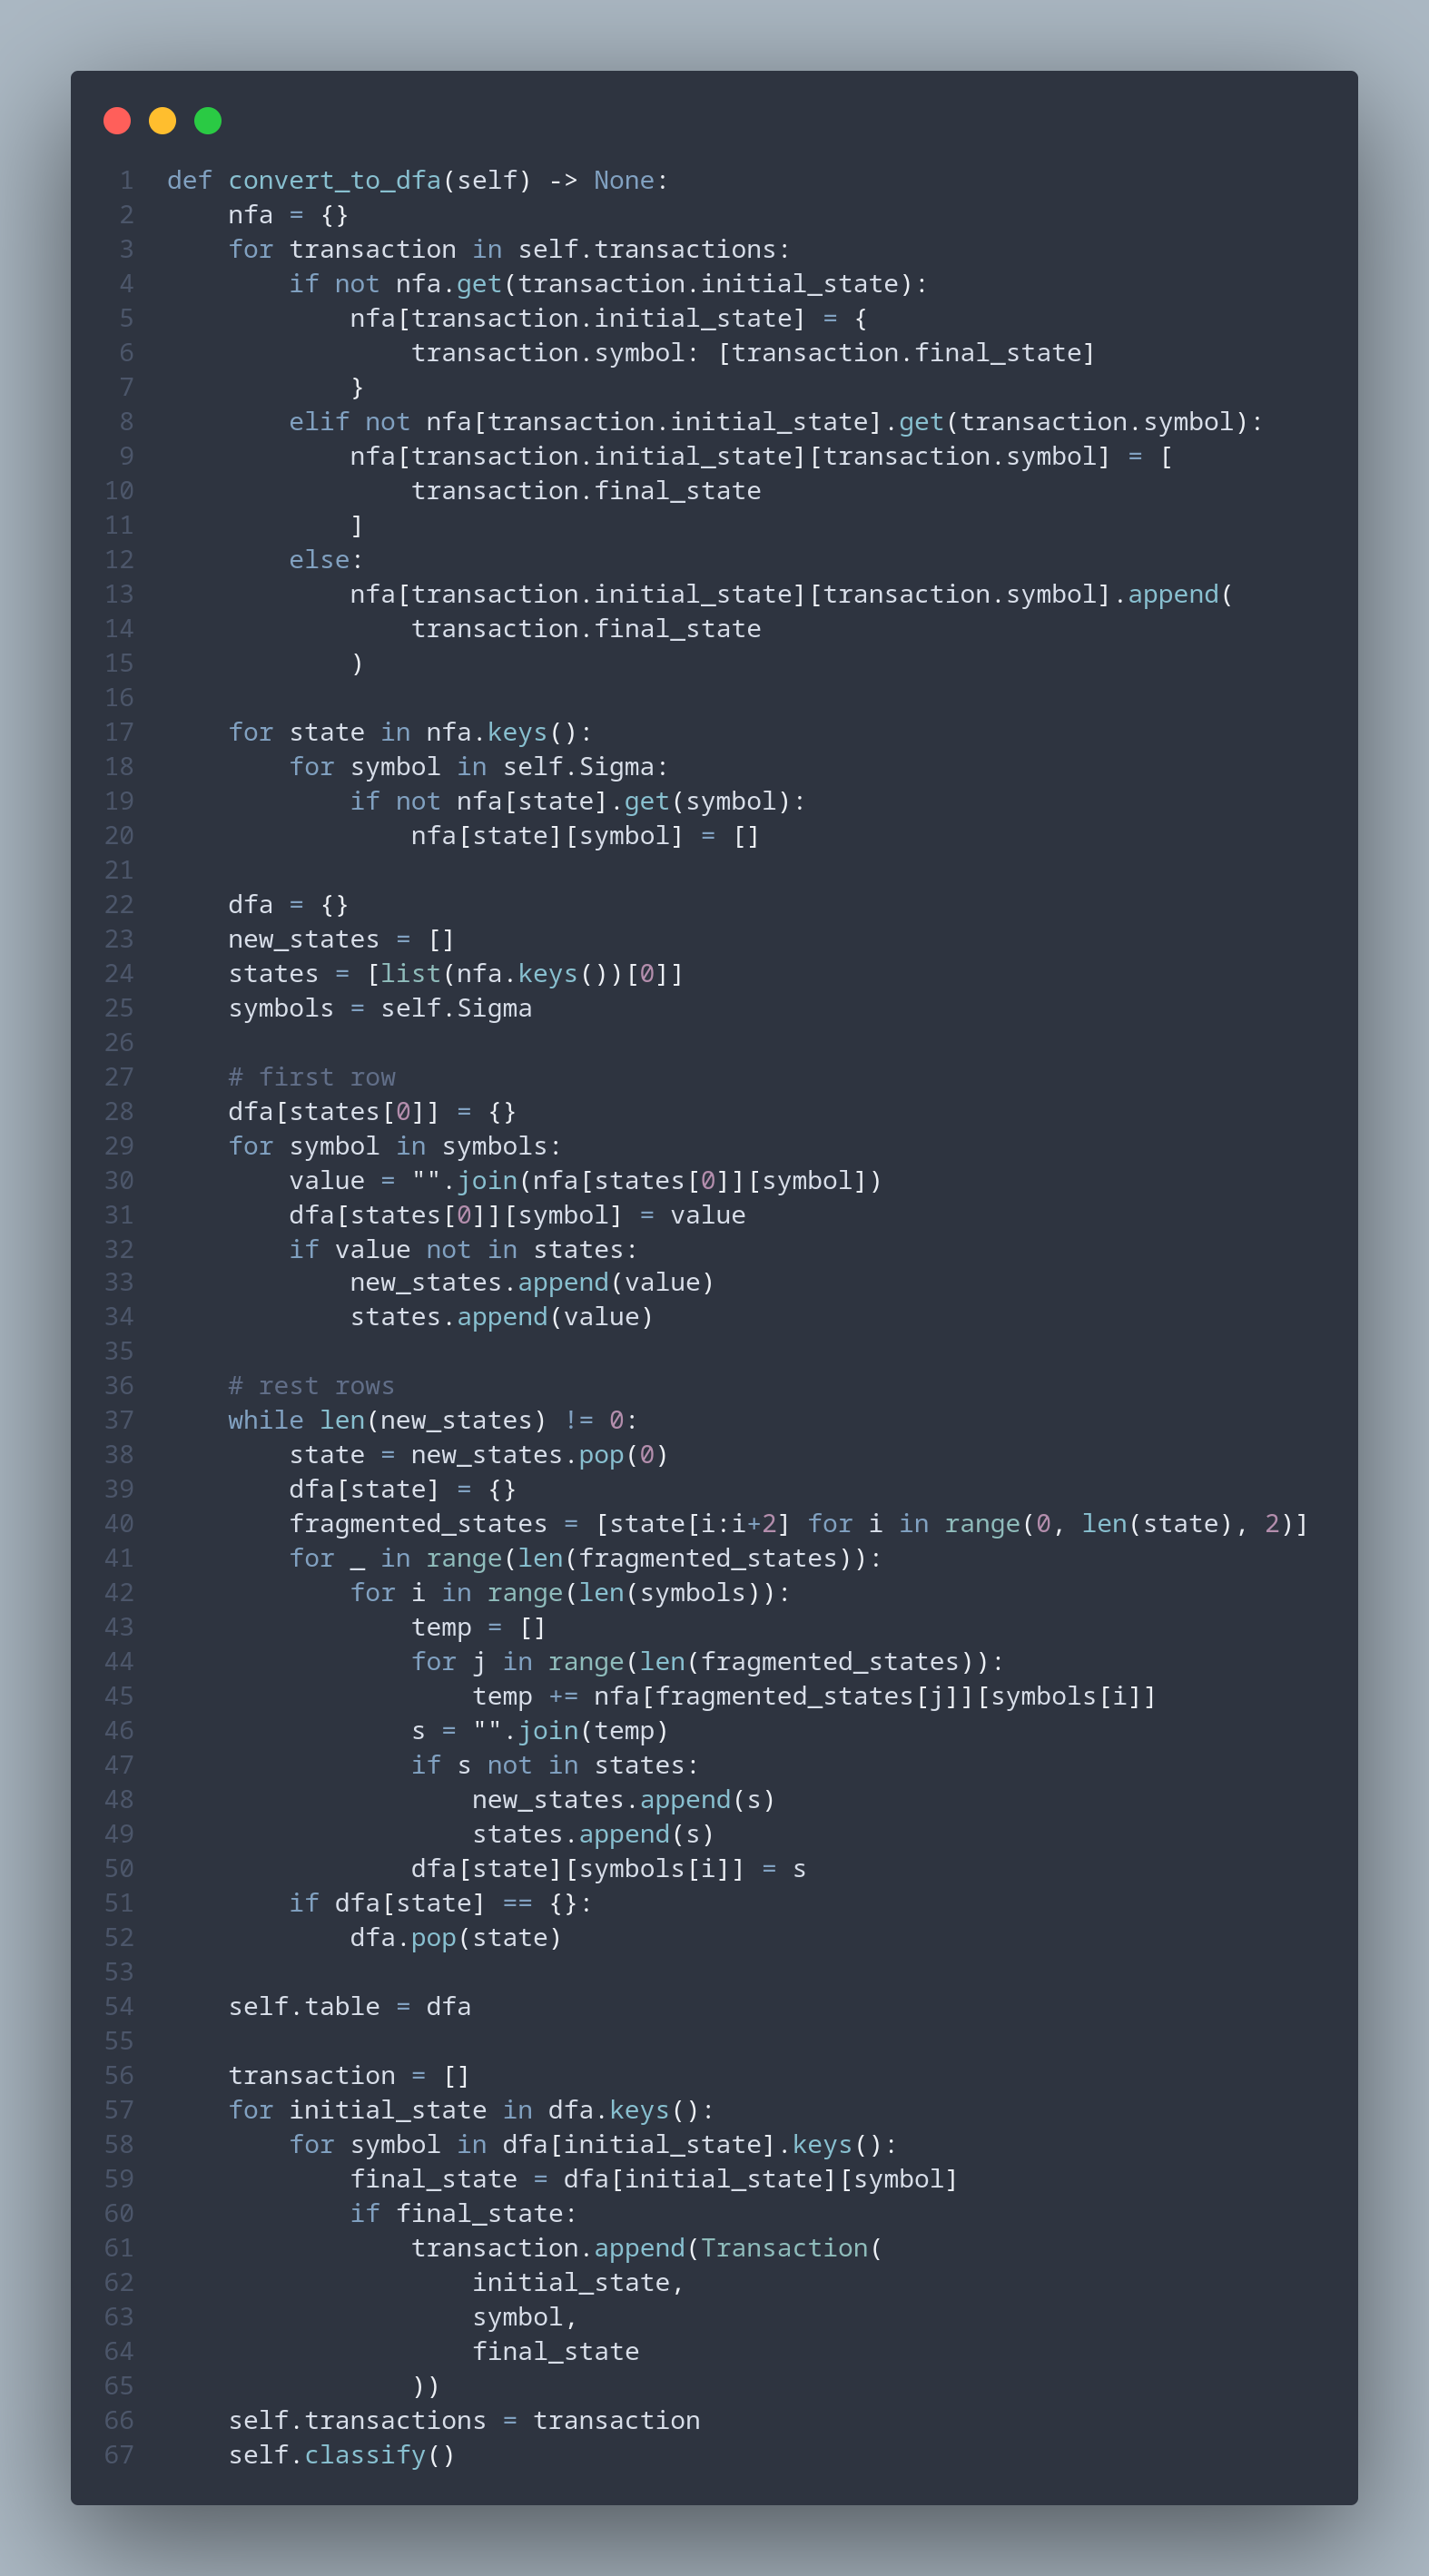 1 def convert_to_dfa(self) -> None:
2     nfa = {}
3     for transaction in self.transactions:
4         if not nfa.get(transaction.initial_state):
5             nfa[transaction.initial_state] = {
6                 transaction.symbol: [transaction.final_state]
7             }
8         elif not nfa[transaction.initial_state].get(transaction.symbol):
9             nfa[transaction.initial_state][transaction.symbol] = [
10                 transaction.final_state
11             ]
12         else:
13             nfa[transaction.initial_state][transaction.symbol].append(
14                 transaction.final_state
15             )
16
17     for state in nfa.keys():
18         for symbol in self.Sigma:
19             if not nfa[state].get(symbol):
20                 nfa[state][symbol] = []
21
22     dfa = {}
23     new_states = []
24     states = [list(nfa.keys())[0]]
25     symbols = self.Sigma
26
27     # first row
28     dfa[states[0]] = {}
29     for symbol in symbols:
30         value = "".join(nfa[states[0]][symbol])
31         dfa[states[0]][symbol] = value
32         if value not in states:
33             new_states.append(value)
34             states.append(value)
35
36     # rest rows
37     while len(new_states) != 0:
38         state = new_states.pop(0)
39         dfa[state] = {}
40         fragmented_states = [state[i:i+2] for i in range(0, len(state), 2)]
41         for _ in range(len(fragmented_states)):
42             for i in range(len(symbols)):
43                 temp = []
44                 for j in range(len(fragmented_states)):
45                     temp += nfa[fragmented_states[j]][symbols[i]]
46                 s = "".join(temp)
47                 if s not in states:
48                     new_states.append(s)
49                     states.append(s)
50                 dfa[state][symbols[i]] = s
51         if dfa[state] == {}:
52             dfa.pop(state)
53
54     self.table = dfa
55
56     transaction = []
57     for initial_state in dfa.keys():
58         for symbol in dfa[initial_state].keys():
59             final_state = dfa[initial_state][symbol]
60             if final_state:
61                 transaction.append(Transaction(
62                     initial_state,
63                     symbol,
64                     final_state
65                 ))
66     self.transactions = transaction
67     self.classify()